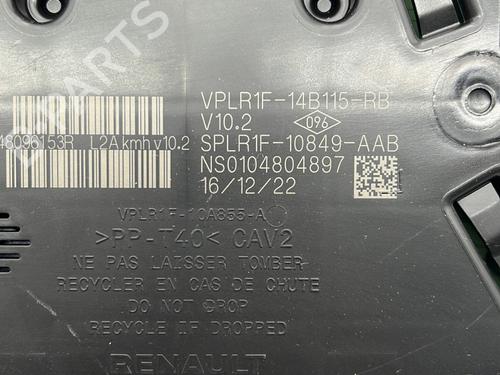 PARTS
VPLR1F-14B115-RB
V10.2 096
48096153R L2A kmh v10.2
SPLR1F-10849-AAB
NS0104804897
16/12/22
VPLR1F-10A855-A
>PP-T40< CAV2
NE PAS LAISSER TOMBER
RECYCLER EN CAS DE CHUTE
DO NOT DROP
RECYCLE IF DROPPED
RENAULT